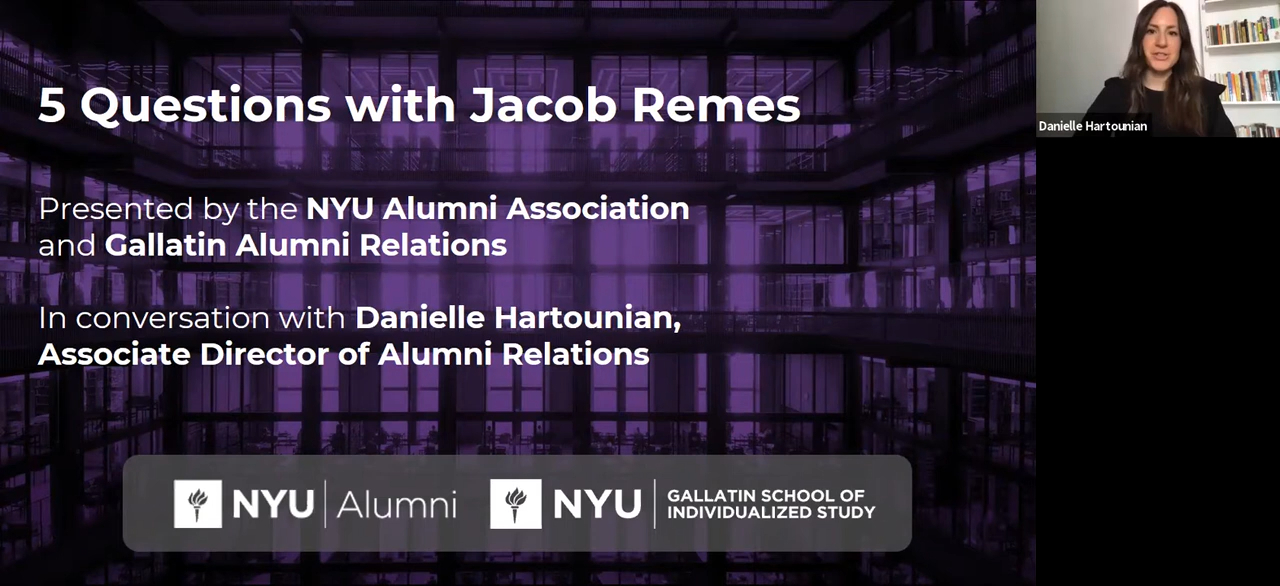 5 Questions with Jacob Remes
Presented by the NYU Alumni Association
and Gallatin Alumni Relations
In conversation with Danielle Hartounian,
Associate Director of Alumni Relations
NYU Alumni
NYU GALLATIN SCHOOL OF
INDIVIDUALIZED STUDY
Danielle Hartounian